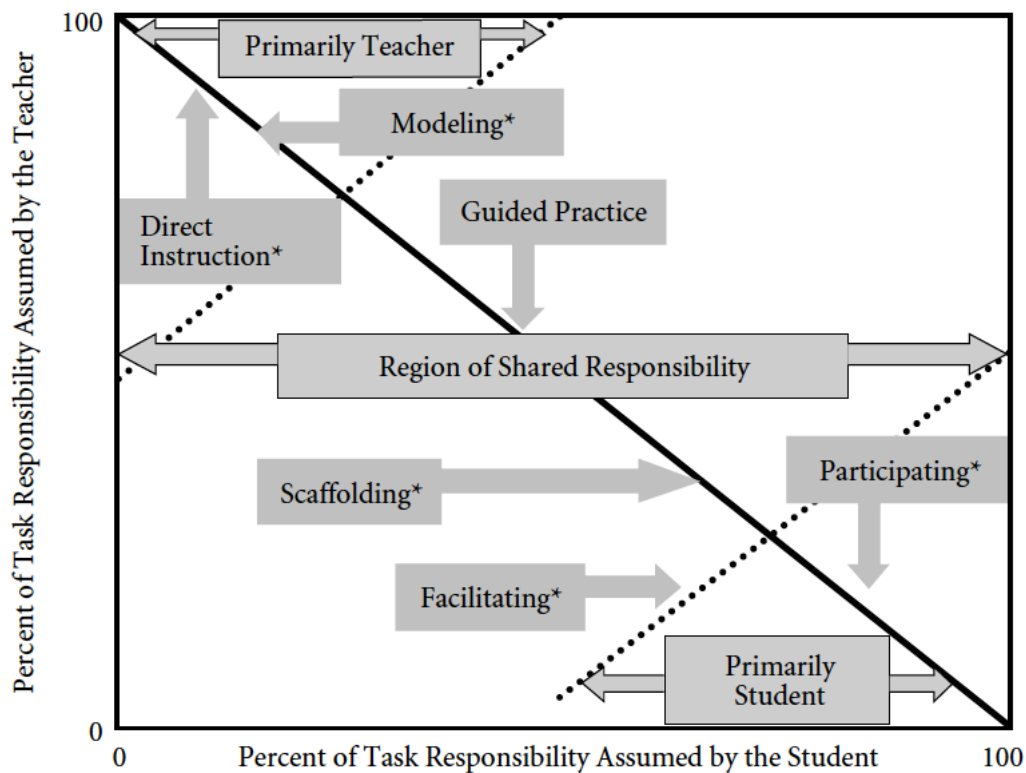 Percent of Task Responsibility Assumed by the Teacher
100
Primarily Teacher
Modeling*
Guided Practice
Direct
Instruction*
Region of Shared Responsibility
Participating*
Scaffolding*
Facilitating*
Primarily
Student
0
0
Percent of Task Responsibility Assumed by the Student
100